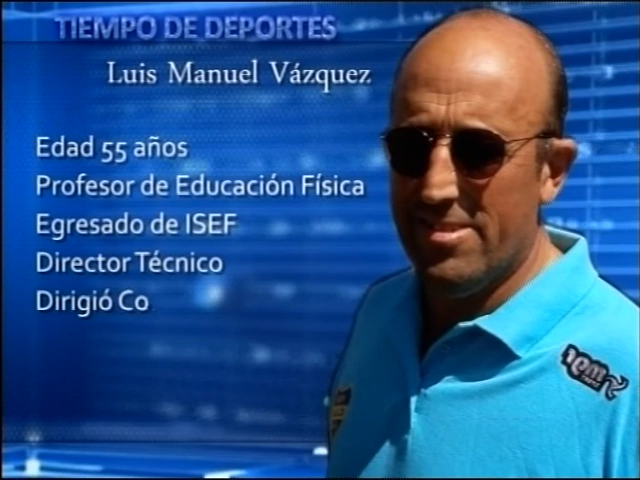 TIEMPO DE DEPORTES
Luis Manuel Vázquez
Edad 55 años
Profesor de Educación Física
Egresado de ISEF
Director Técnico
Dirigió Co